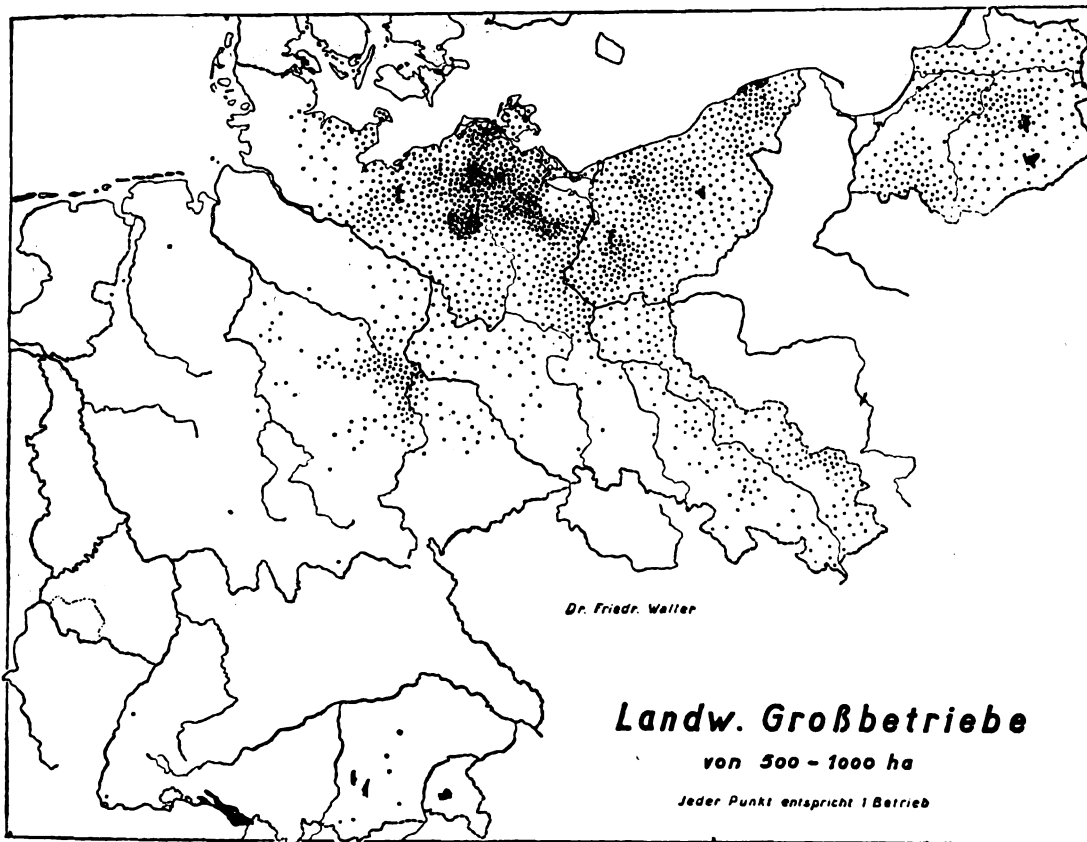 Dr. Friedr. Walter
Landw. Großbetriebe
von 500 - 1000 ha
Jeder Punkt entspricht 1 Betrieb